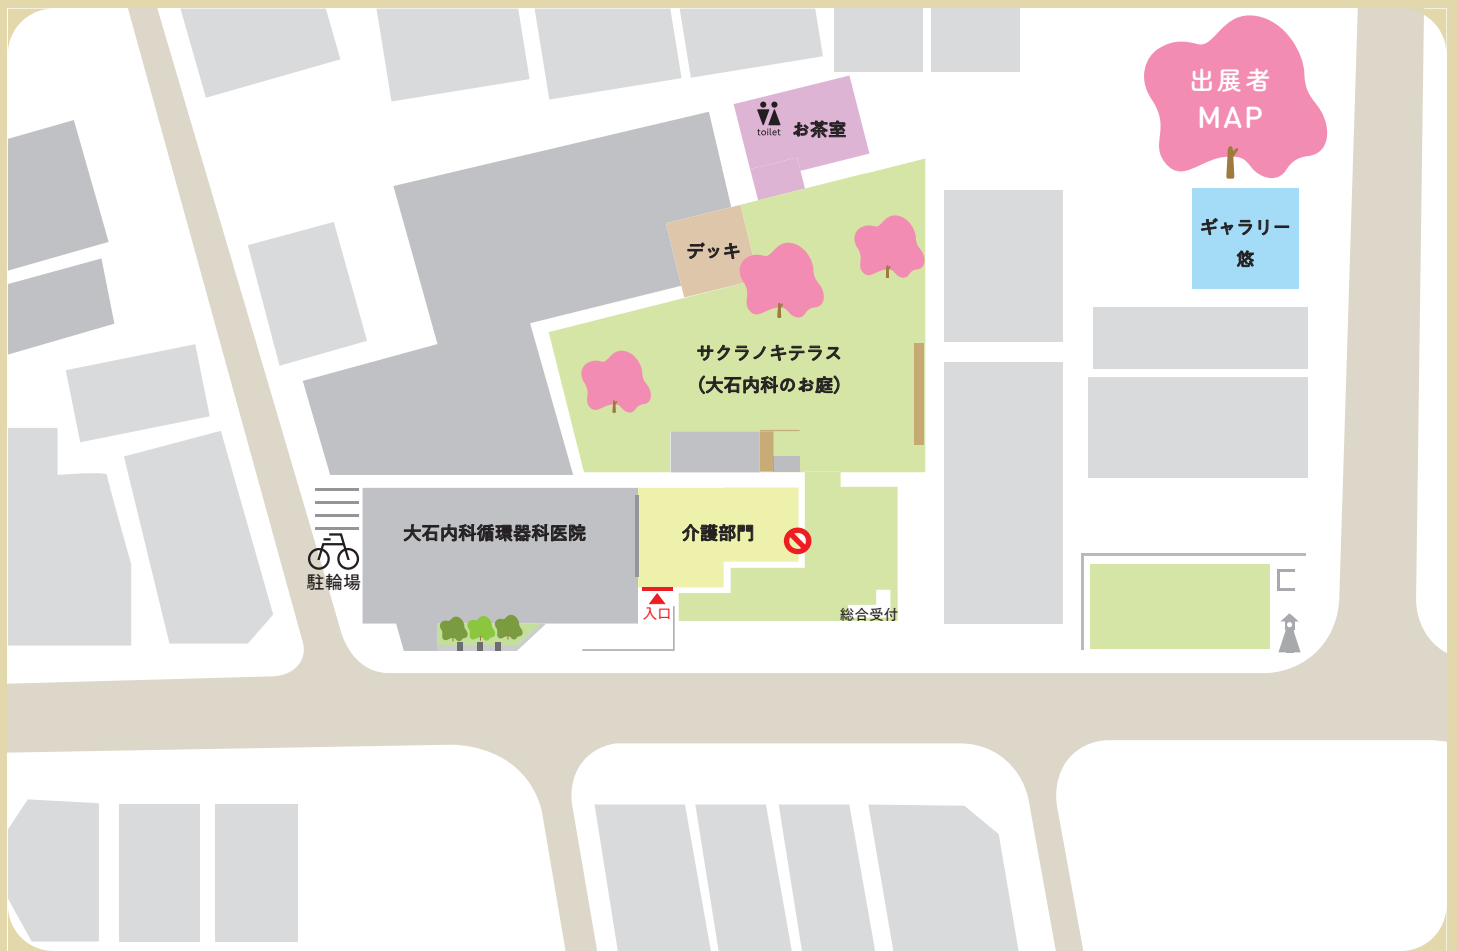 出展者
MAP
toilet
お茶室
ギャラリー
悠
デッキ
サクラノキテラス
(大石内科のお庭)
大石内科循環器科医院
介護部門
駐輪場
入口
総合受付